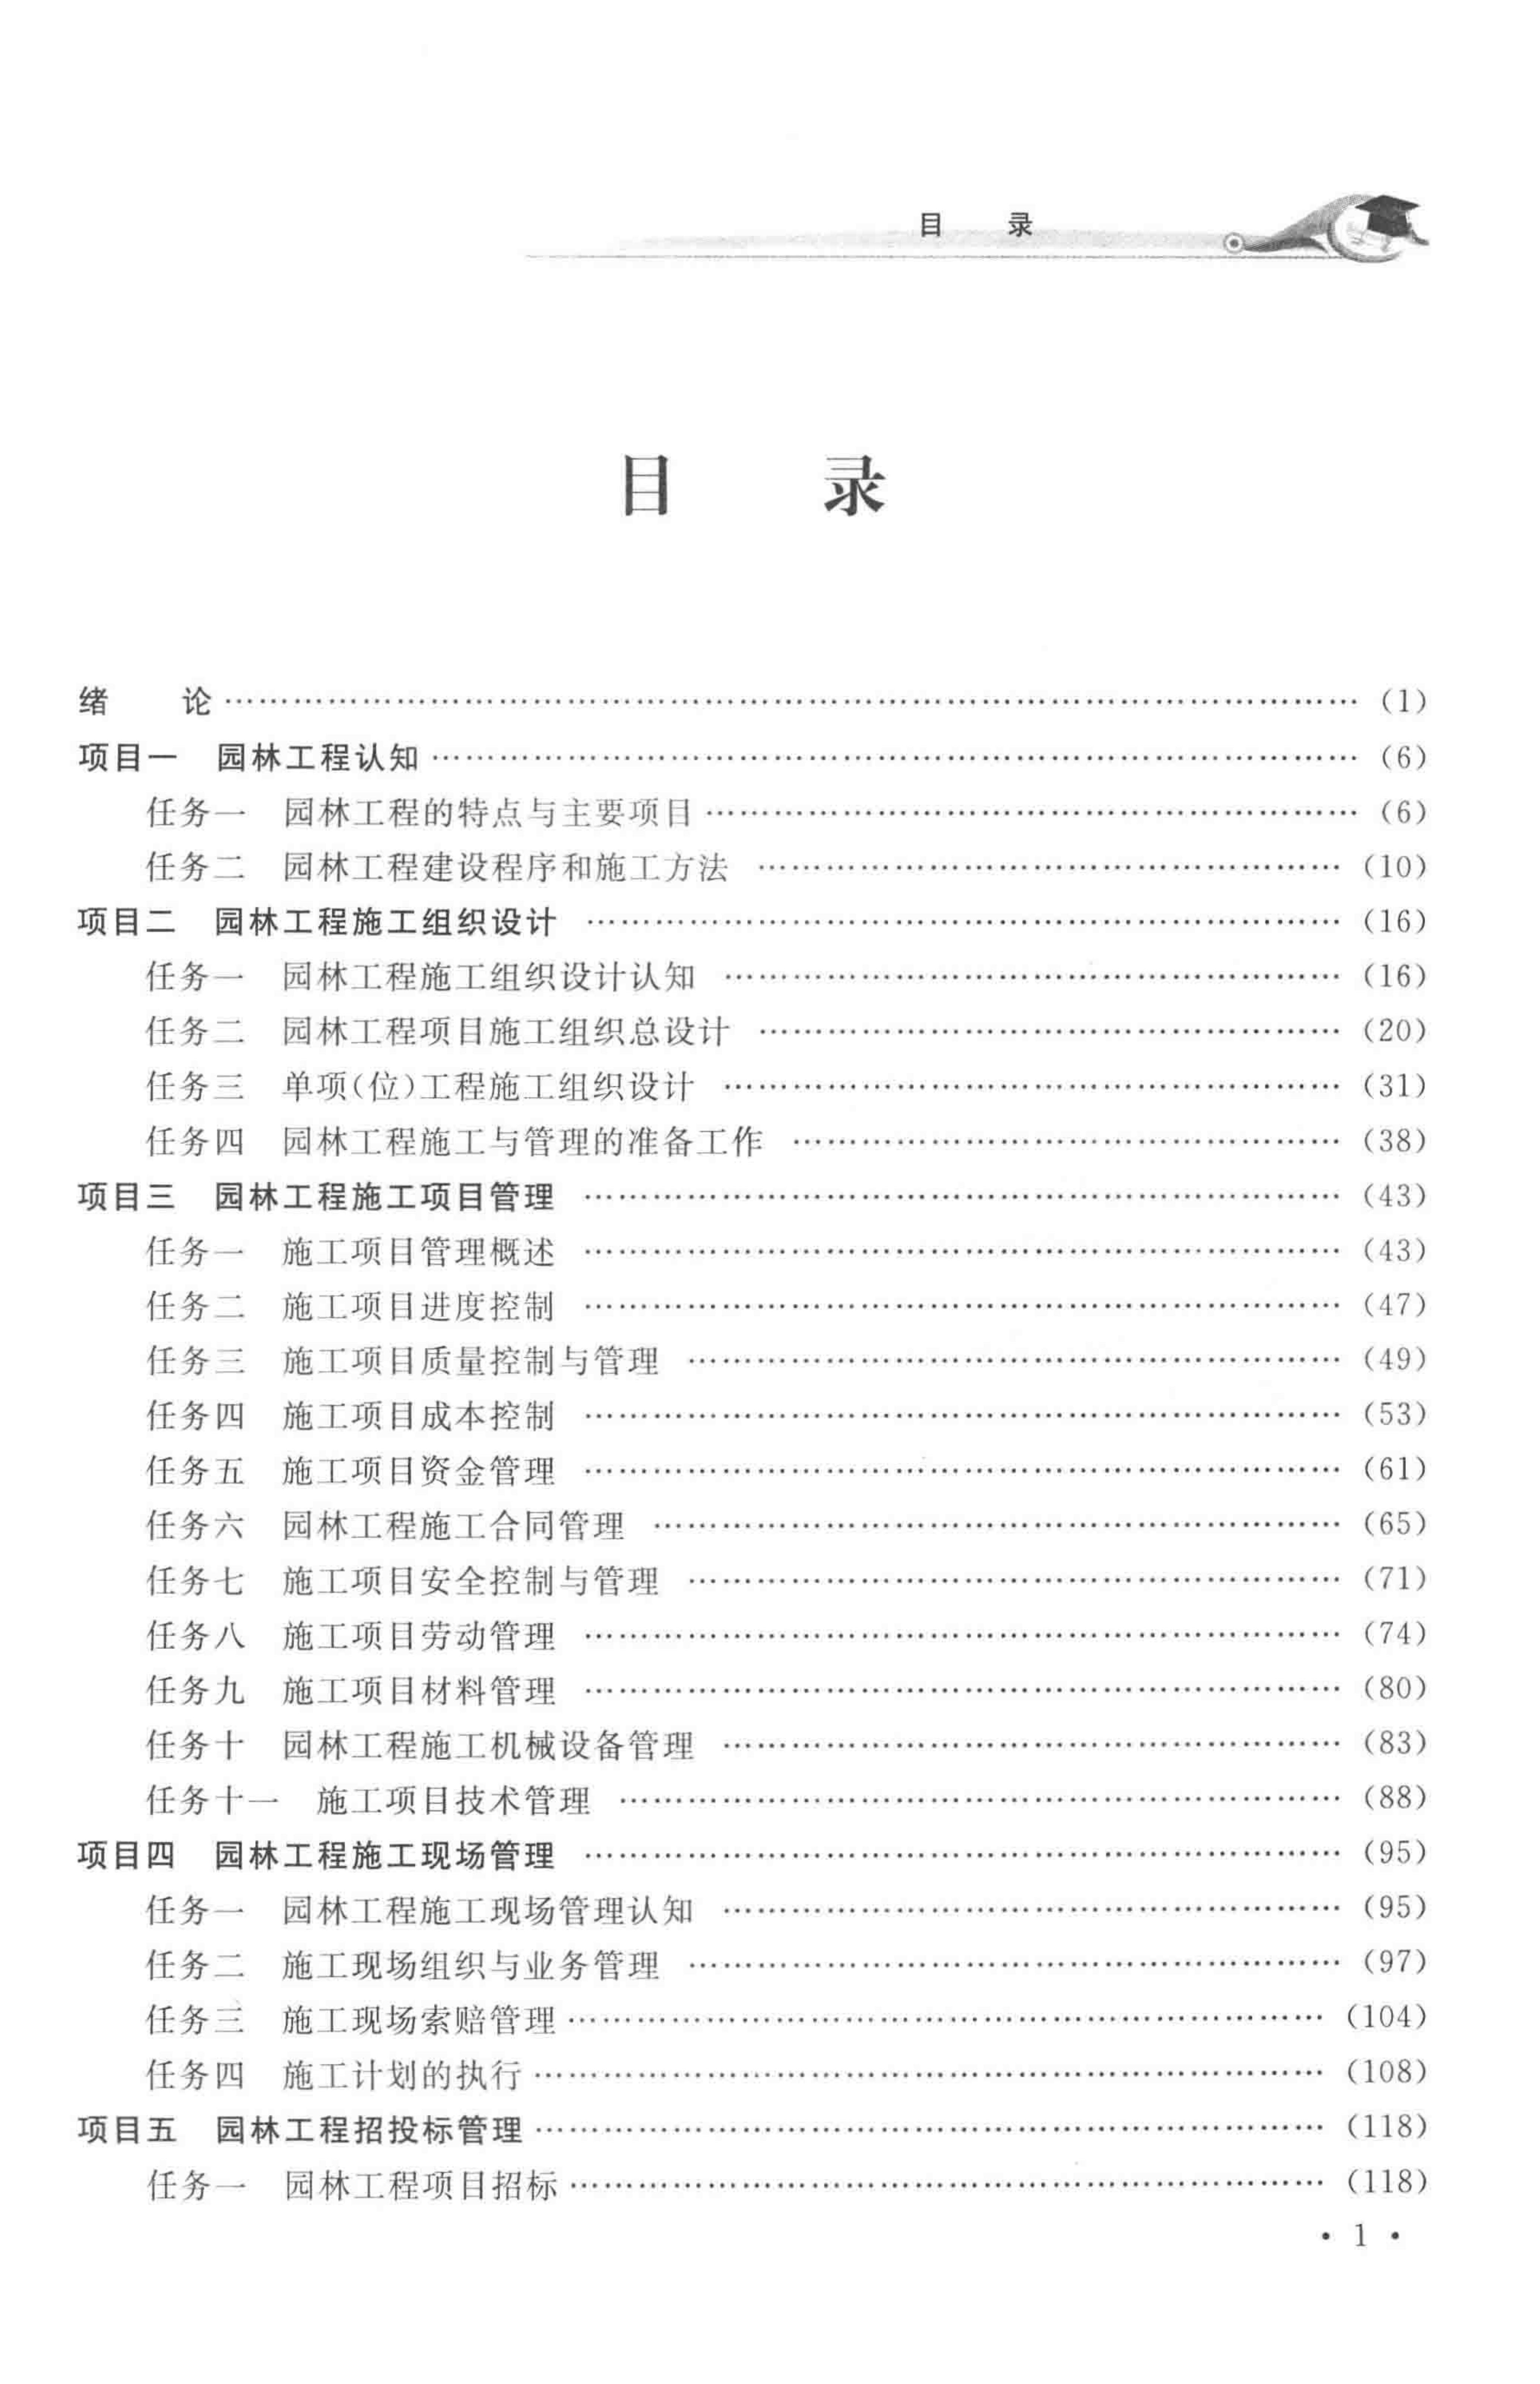 目　录
目　录
绪　论……………………………………………………(1)
项目一　园林工程认知……………………………………………………(6)
任务一　园林工程的特点与主要项目……………………………………………………(6)
任务二　园林工程建设程序和施工方法……………………………………………………(10)
项目二　园林工程施工组织设计……………………………………………………(16)
任务一　园林工程施工组织设计认知……………………………………………………(16)
任务二　园林工程项目施工组织总设计……………………………………………………(20)
任务三　单项(位)工程施工组织设计……………………………………………………(31)
任务四　园林工程施工与管理的准备工作……………………………………………………(38)
项目三　园林工程施工项目管理……………………………………………………(43)
任务一　施工项目管理概述……………………………………………………(43)
任务二　施工项目进度控制……………………………………………………(47)
任务三　施工项目质量控制与管理……………………………………………………(49)
任务四　施工项目成本控制……………………………………………………(53)
任务五　施工项目资金管理……………………………………………………(61)
任务六　园林工程施工合同管理……………………………………………………(65)
任务七　施工项目安全控制与管理……………………………………………………(71)
任务八　施工项目劳动管理……………………………………………………(74)
任务九　施工项目材料管理……………………………………………………(80)
任务十　园林工程施工机械设备管理……………………………………………………(83)
任务十一　施工项目技术管理……………………………………………………(88)
项目四　园林工程施工现场管理……………………………………………………(95)
任务一　园林工程施工现场管理认知……………………………………………………(95)
任务二　施工现场组织与业务管理……………………………………………………(97)
任务三　施工现场索赔管理……………………………………………………(104)
任务四　施工计划的执行……………………………………………………(108)
项目五　园林工程招投标管理……………………………………………………(118)
任务一　园林工程项目招标……………………………………………………(118)
• 1 •